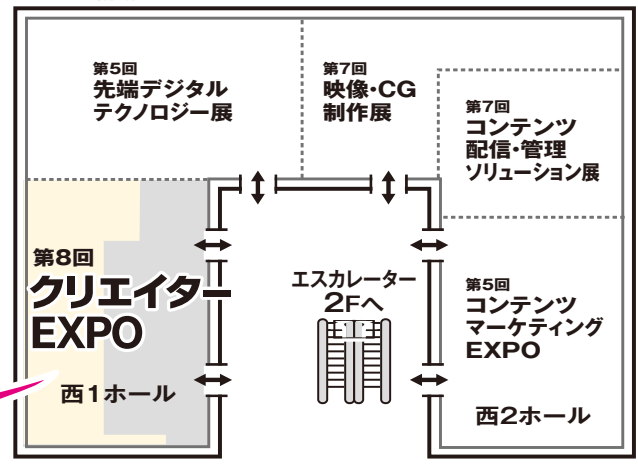 第5回
先端デジタル
テクノロジー展
第7回
映像・CG
制作展
第7回
コンテンツ
配信・管理
ソリューション展
第8回
クリエイター
EXPO
西1ホール
エスカレーター
2Fへ
第5回
コンテンツ
マーケティング
EXPO
西2ホール